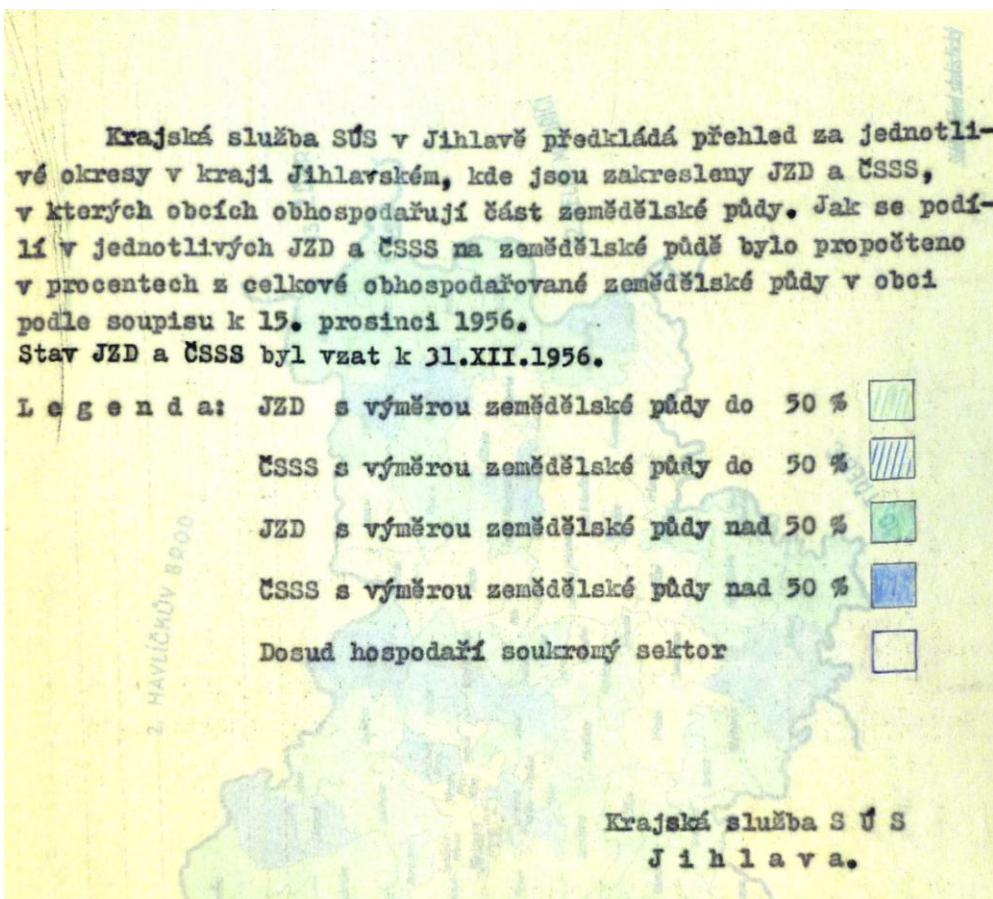 Krajská služba SÚS v Jihlavě předkládá přehled za jednotli-
vé okresy v kraji Jihlavském, kde jsou zakresleny JZD a ČSSS,
v kterých obcích obhospodařují část zemědělské půdy. Jak se podí-
lí v jednotlivých JZD a ČSSS na zemědělské půdě bylo propočteno
v procentech z celkové obhospodařované zemědělské půdy v obci
podle soupisu k 15. prosinci 1956.
Stav JZD a ČSSS byl vzat k 31.XII.1956.
L e g e n d a: JZD s výměrou zemědělské půdy do 50 %
ČSSS s výměrou zemědělské půdy do 50 %
JZD s výměrou zemědělské půdy nad 50 %
ČSSS s výměrou zemědělské půdy nad 50 %
Dosud hospodaří soukromý sektor
2. HAVLÍČKŮV BROD
Krajská služba S Ú S
J i h l a v a.